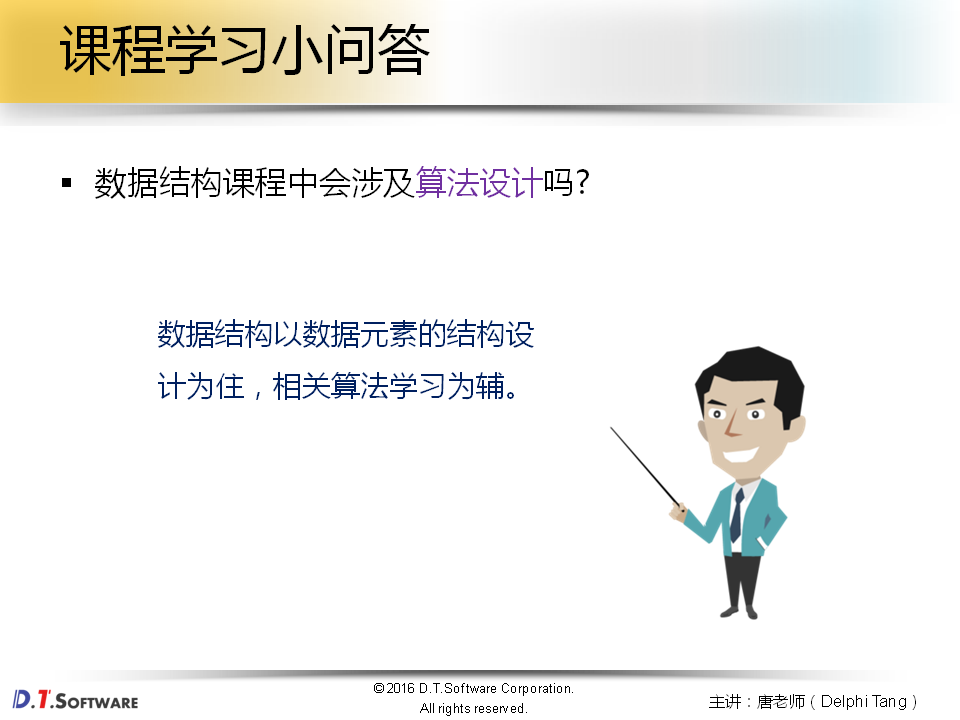 课程学习小问答
▪ 数据结构课程中会涉及算法设计吗?
数据结构以数据元素的结构设
计为住，相关算法学习为辅。
D.T.SOFTWARE
©2016 D.T.Software Corporation.
All rights reserved.
主讲：唐老师（Delphi Tang）